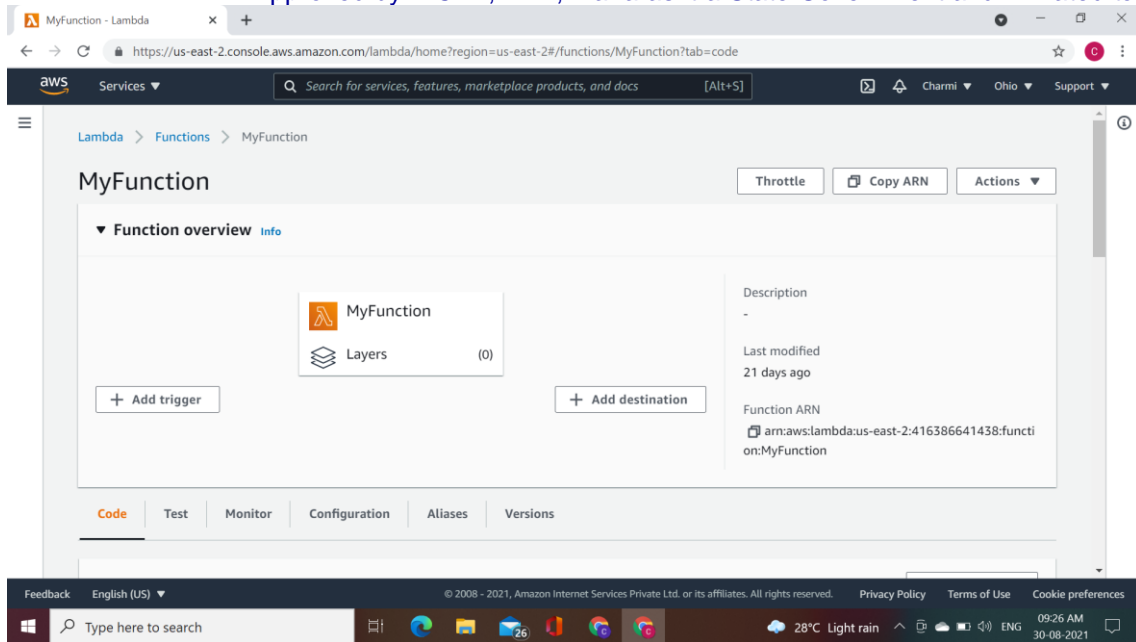 MyFunction - Lambda
https://us-east-2.console.aws.amazon.com/lambda/home?region=us-east-2#/functions/MyFunction?tab=code
C
aws Services ▼ Search for services, features, marketplace products, and docs [Alt+S] Charmi ▼ Ohio ▼ Support ▼
Lambda > Functions > MyFunction
MyFunction
Throttle Copy ARN Actions ▼
▼ Function overview Info
MyFunction
Layers (0)
+ Add trigger
+ Add destination
Description
-
Last modified
21 days ago
Function ARN
arn:aws:lambda:us-east-2:416386641438:functi
on:MyFunction
Code Test Monitor Configuration Aliases Versions
Feedback English (US) ▼ © 2008 - 2021, Amazon Internet Services Private Ltd. or its affiliates. All rights reserved. Privacy Policy Terms of Use Cookie preferences
Type here to search 26 28°C Light rain ENG 09:26 AM
30-08-2021